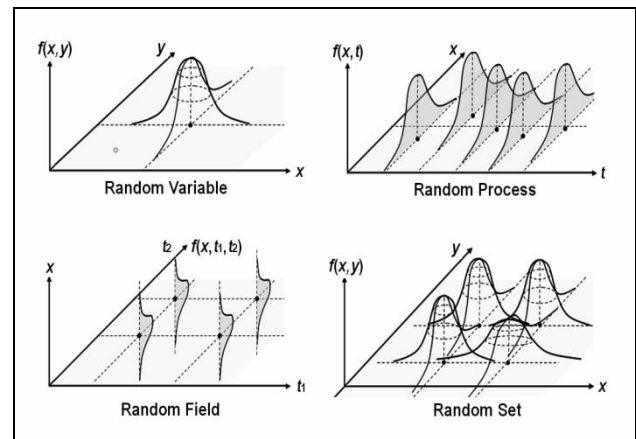 f(x,y)
y
x
Random Variable
f(x,t)
x
t
Random Process
x
t₂
f(x,t₁,t₂)
t₁
Random Field
f(x,y)
y
x
Random Set